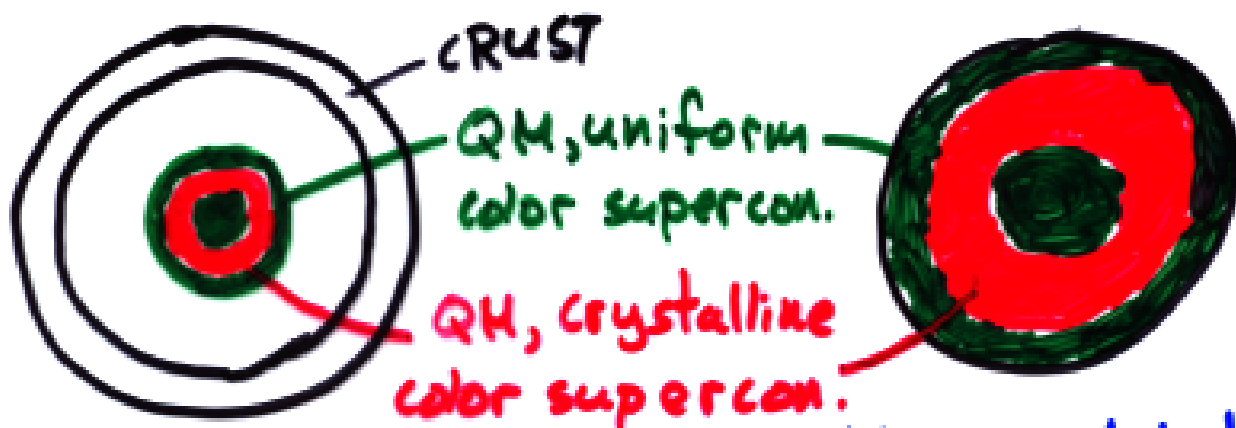 CRUST
QM, uniform
color supercon.
QM, crystalline
color supercon.